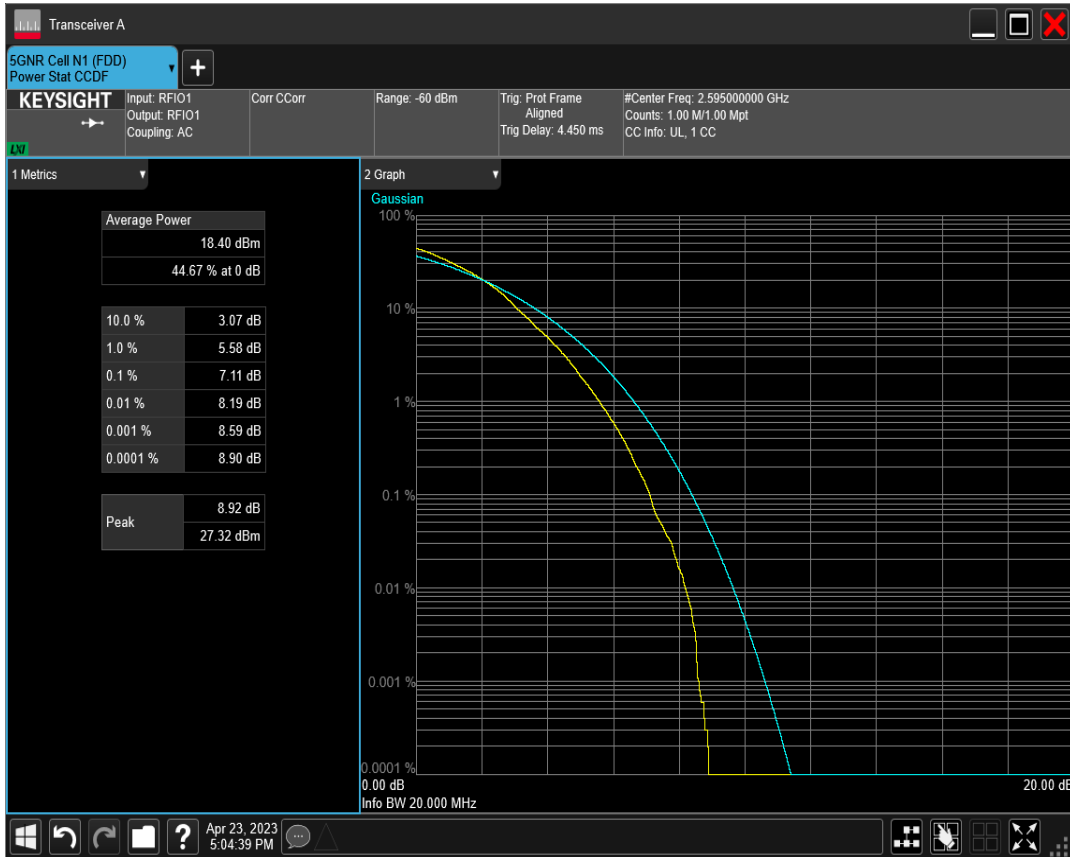 Transceiver A
5GNR Cell N1 (FDD)
Power Stat CCDF
+
KEYSIGHT
LXI
Input: RFIO1
Output: RFIO1
Coupling: AC
Corr CCorr
Range: -60 dBm
Trig: Prot Frame
Aligned
Trig Delay: 4.450 ms
#Center Freq: 2.595000000 GHz
Counts: 1.00 M/1.00 Mpt
CC Info: UL, 1 CC
1 Metrics
Average Power
18.40 dBm
44.67 % at 0 dB
10.0 % 3.07 dB
1.0 % 5.58 dB
0.1 % 7.11 dB
0.01 % 8.19 dB
0.001 % 8.59 dB
0.0001 % 8.90 dB
Peak
8.92 dB
27.32 dBm
2 Graph
Gaussian
100 %
10 %
1 %
0.1 %
0.01 %
0.001 %
0.0001 %
0.00 dB 20.00 dB
Info BW 20.000 MHz
?
Apr 23, 2023
5:04:39 PM